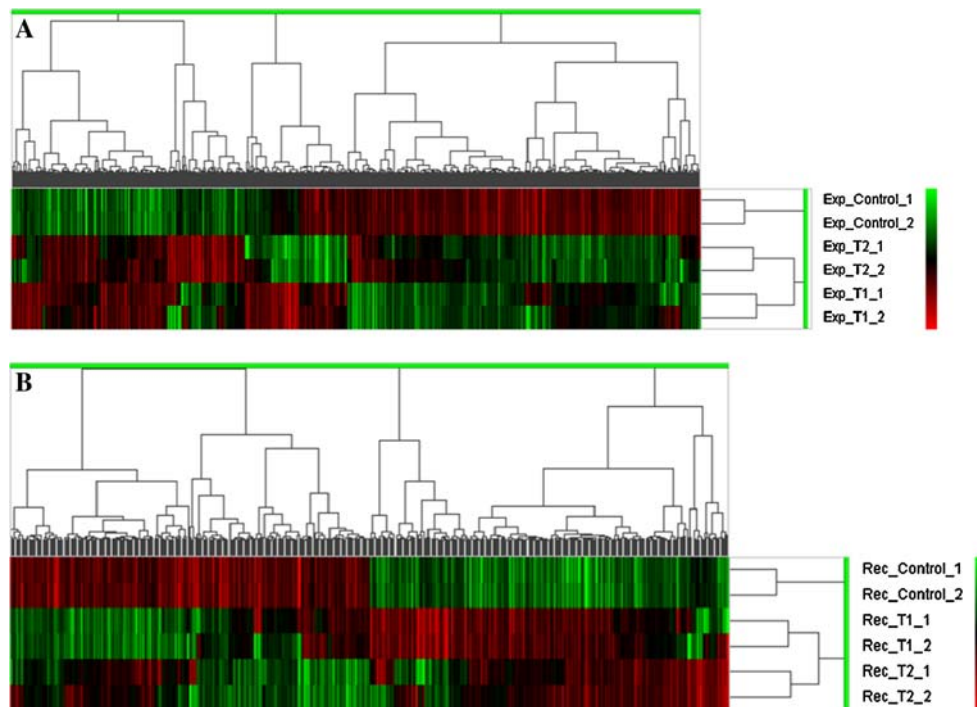 A
Exp_Control_1
Exp_Control_2
Exp_T2_1
Exp_T2_2
Exp_T1_1
Exp_T1_2
B
Rec_Control_1
Rec_Control_2
Rec_T1_1
Rec_T1_2
Rec_T2_1
Rec_T2_2